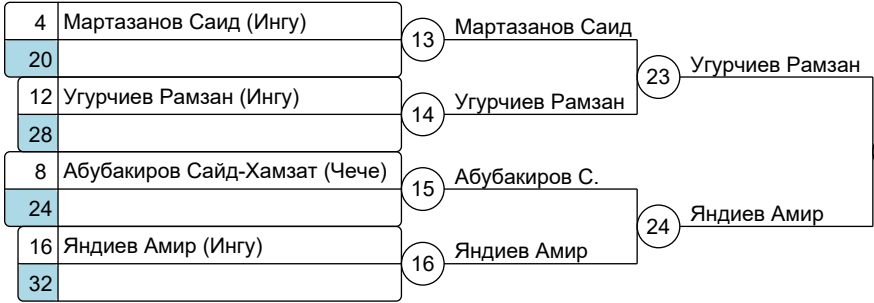 4 Мартазанов Саид (Ингу)
20
13 Мартазанов Саид
12 Угурчиев Рамзан (Ингу)
28
14 Угурчиев Рамзан
23 Угурчиев Рамзан
8 Абубакиров Сайд-Хамзат (Чече)
24
15 Абубакиров С.
16 Яндиев Амир (Ингу)
32
16 Яндиев Амир
24 Яндиев Амир